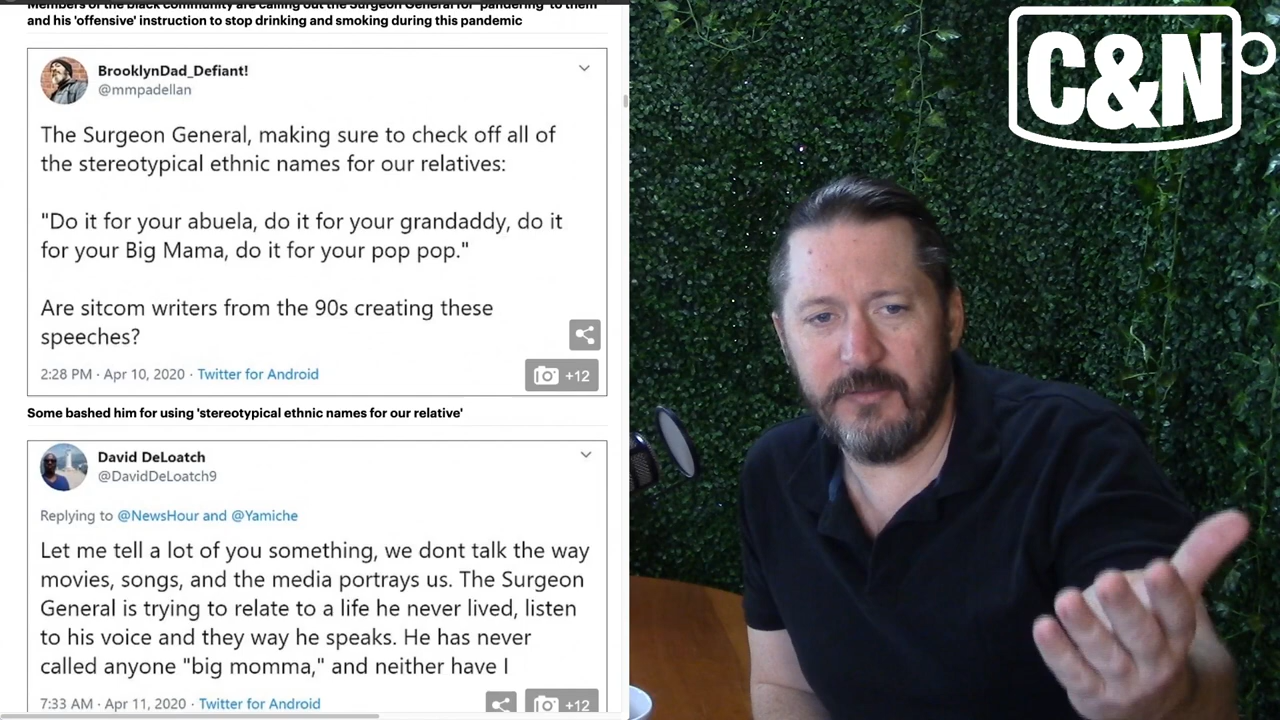 Members of the black community are calling out the Surgeon General for 'pandering' to them
and his 'offensive' instruction to stop drinking and smoking during this pandemic
BrooklynDad_Defiant!
@mmpadellan
The Surgeon General, making sure to check off all of
the stereotypical ethnic names for our relatives:
"Do it for your abuela, do it for your grandaddy, do it
for your Big Mama, do it for your pop pop."
Are sitcom writers from the 90s creating these
speeches?
2:28 PM · Apr 10, 2020 · Twitter for Android
+12
Some bashed him for using 'stereotypical ethnic names for our relative'
David DeLoatch
@DavidDeLoatch9
Replying to @NewsHour and @Yamiche
Let me tell a lot of you something, we dont talk the way
movies, songs, and the media portrays us. The Surgeon
General is trying to relate to a life he never lived, listen
to his voice and they way he speaks. He has never
called anyone "big momma," and neither have I
7:33 AM · Apr 11, 2020 · Twitter for Android
+12
C&N